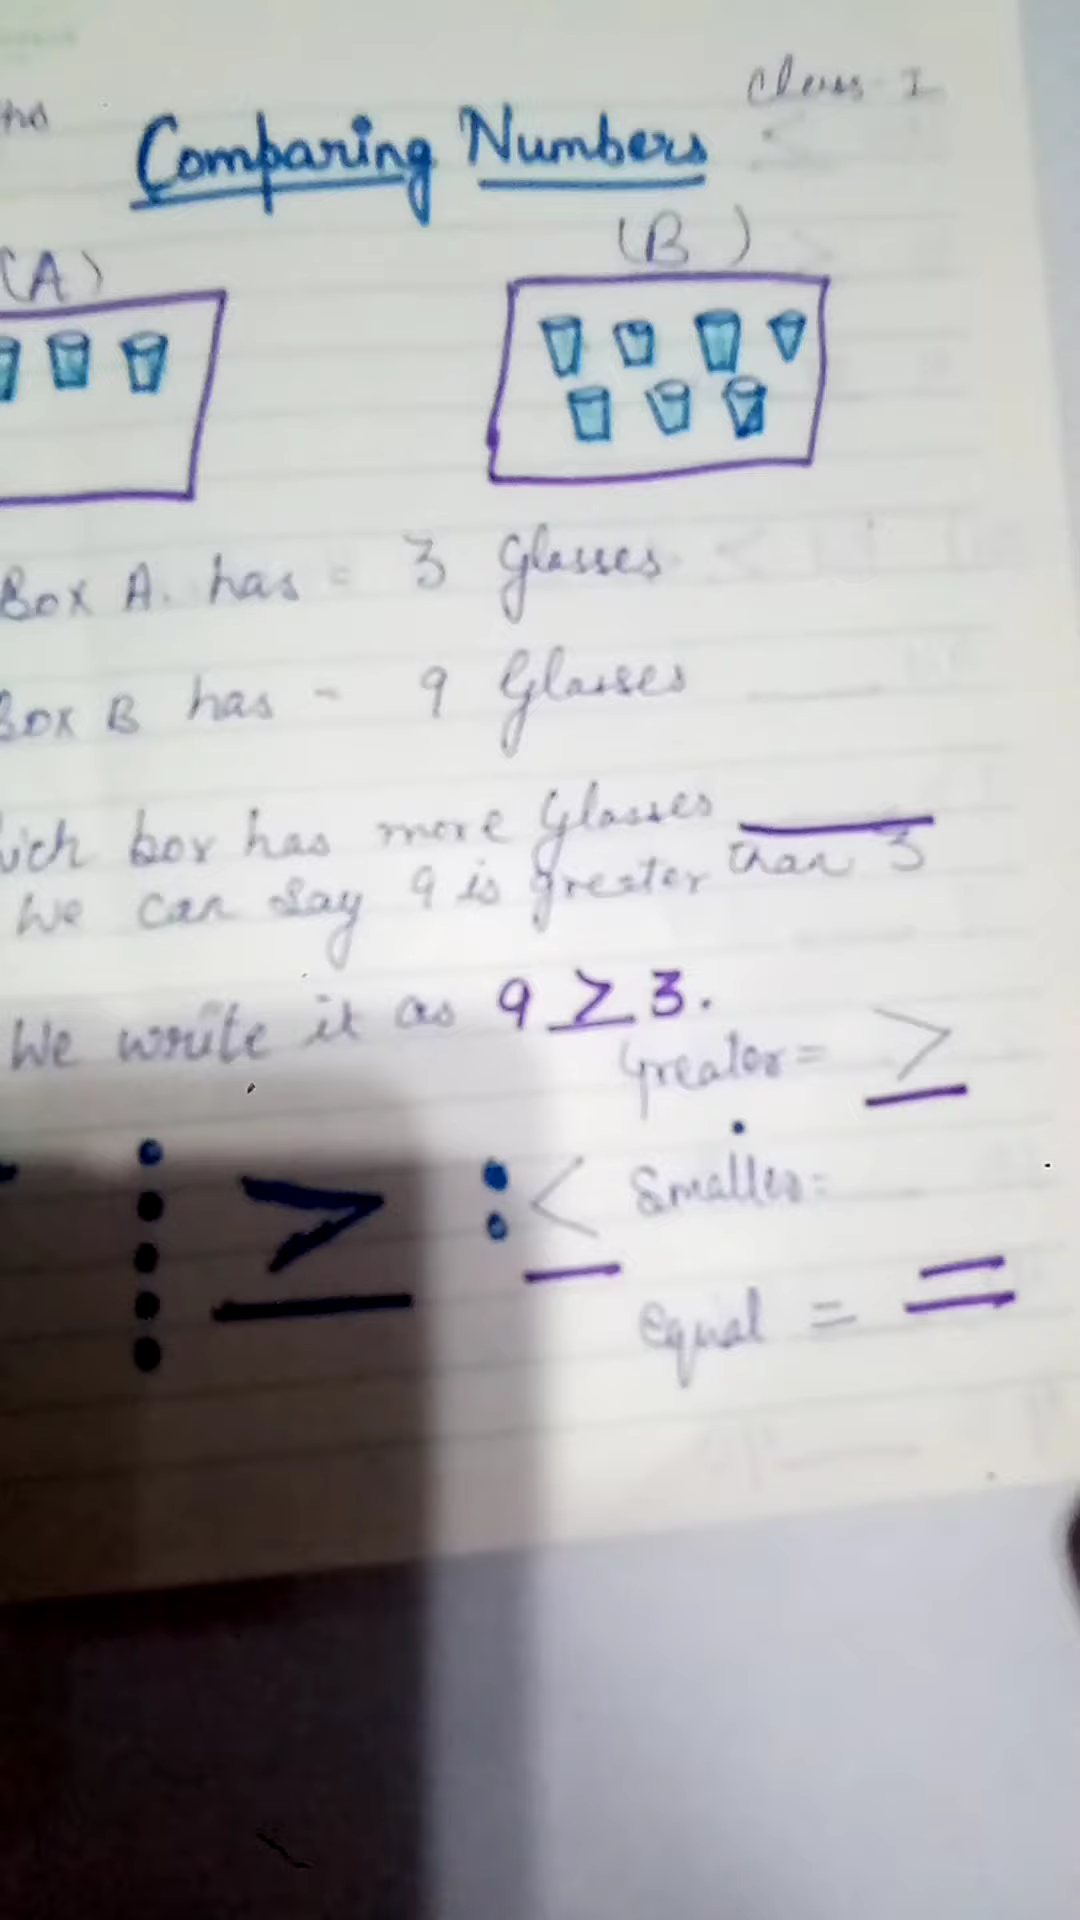 Class-I
Comparing Numbers
(A) (B)
Box A. has = 3 Glasses
Box B has - 9 Glasses
box has more Glasses ____
We can say 9 is greater than 3
We write it as 9 > 3.
Greater = >
> < Smaller =
equal = =